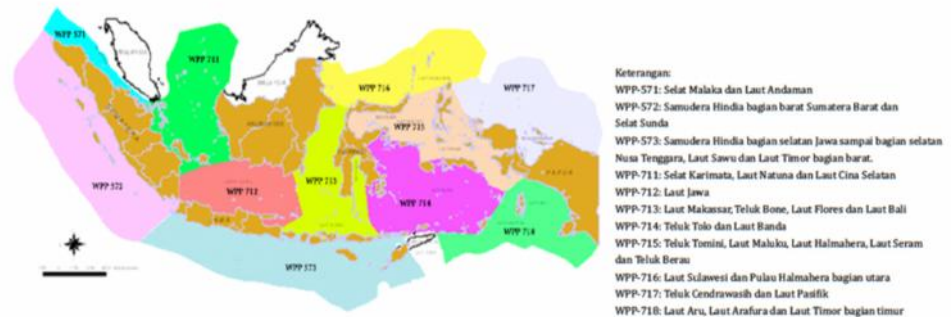 WPP 571
WPP 711
WPP 716
WPP 717
WPP 715
WPP 572
WPP 712
WPP 713
WPP 714
WPP 718
WPP 573
MALAYSIA
PAPUA
Keterangan:
WPP-571: Selat Malaka dan Laut Andaman
WPP-572: Samudera Hindia bagian barat Sumatera Barat dan
Selat Sunda
WPP-573: Samudera Hindia bagian selatan Jawa sampai bagian selatan
Nusa Tenggara, Laut Sawu dan Laut Timor bagian barat.
WPP-711: Selat Karimata, Laut Natuna dan Laut Cina Selatan
WPP-712: Laut Jawa
WPP-713: Laut Makassar, Teluk Bone, Laut Flores dan Laut Bali
WPP-714: Teluk Tolo dan Laut Banda
WPP-715: Teluk Tomini, Laut Maluku, Laut Halmahera, Laut Seram
dan Teluk Berau
WPP-716: Laut Sulawesi dan Pulau Halmahera bagian utara
WPP-717: Teluk Cendrawasih dan Laut Pasifik
WPP-718: Laut Aru, Laut Arafura dan Laut Timor bagian timur